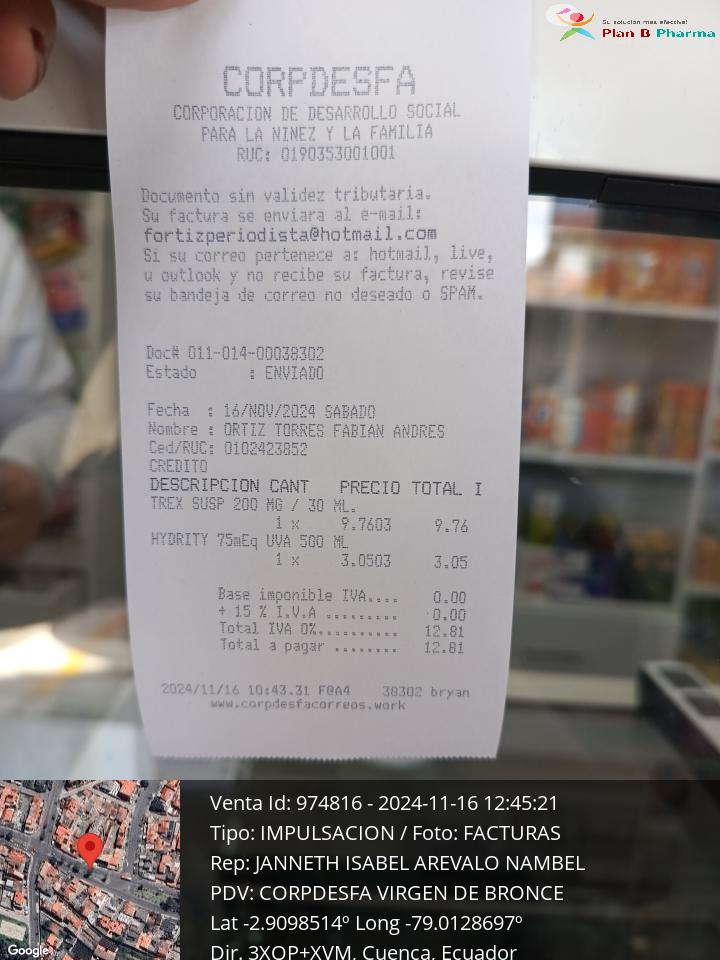 Su solución más efectiva!
Plan B Pharma
CORPDESFA
CORPORACION DE DESARROLLO SOCIAL
PARA LA NINEZ Y LA FAMILIA
RUC: 0190353001001
Documento sin validez tributaria.
Su factura se enviara al e-mail:
fortizperiodista@hotmail.com
Si su correo pertenece a: hotmail, live,
u outlook y no recibe su factura, revise
su bandeja de correo no deseado o SPAM.
Doc# 011-014-00038302
Estado : ENVIADO
Fecha : 16/NOV/2024 SABADO
Nombre : ORTIZ TORRES FABIAN ANDRES
Ced/RUC: 0102423852
CREDITO
DESCRIPCION CANT PRECIO TOTAL I
TREX SUSP 200 MG / 30 ML.
1 x 9.7603 9.76
HYDRITY 75mEq UVA 500 ML
1 x 3.0503 3.05
Base imponible IVA.... 0.00
+ 15 % I.V.A ......... 0.00
Total IVA 0%.......... 12.81
Total a pagar ........ 12.81
2024/11/16 10:43.31 F@A4 38302 bryan
www.corpdesfacorreos.work
Venta Id: 974816 - 2024-11-16 12:45:21
Tipo: IMPULSACION / Foto: FACTURAS
Rep: JANNETH ISABEL AREVALO NAMBEL
PDV: CORPDESFA VIRGEN DE BRONCE
Lat -2.9098514º Long -79.0128697º
Dir. 3XQP+XVM, Cuenca, Ecuador
Google